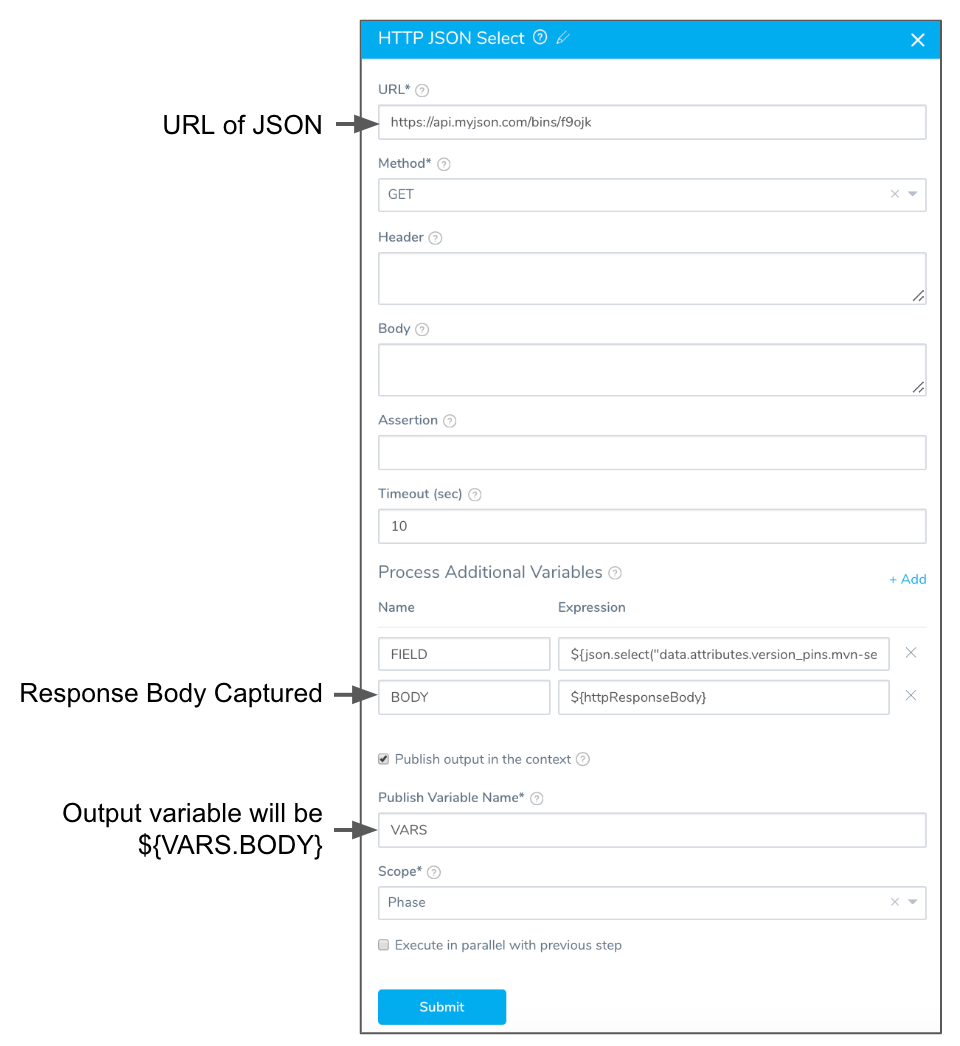 HTTP JSON Select
URL*
URL of JSON
https://api.myjson.com/bins/f9ojk
Method*
GET
Header
Body
Assertion
Timeout (sec)
10
Process Additional Variables
+ Add
Name Expression
FIELD ${json.select("data.attributes.version_pins.mvn-se
Response Body Captured
BODY ${httpResponseBody}
Publish output in the context
Publish Variable Name*
Output variable will be
${VARS.BODY}
VARS
Scope*
Phase
Execute in parallel with previous step
Submit